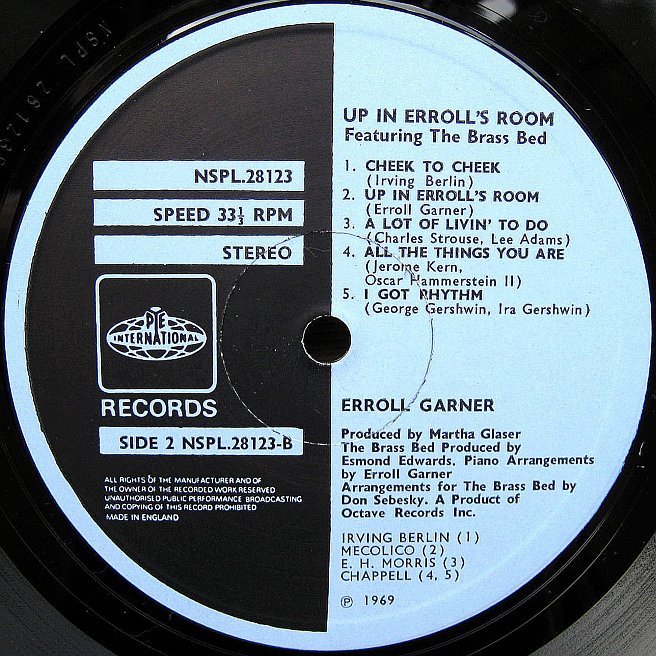 NSPL 28123
NSPL.28123
SPEED 33⅓ RPM
STEREO
PYE
INTERNATIONAL
RECORDS
SIDE 2 NSPL.28123-B
ALL RIGHTS OF THE MANUFACTURER AND OF
THE OWNER OF THE RECORDED WORK RESERVED
UNAUTHORISED PUBLIC PERFORMANCE BROADCASTING
AND COPYING OF THIS RECORD PROHIBITED
MADE IN ENGLAND
UP IN ERROLL'S ROOM
Featuring The Brass Bed
1. CHEEK TO CHEEK
(Irving Berlin)
2. UP IN ERROLL'S ROOM
(Erroll Garner)
3. A LOT OF LIVIN' TO DO
(Charles Strouse, Lee Adams)
4. ALL THE THINGS YOU ARE
(Jerome Kern,
Oscar Hammerstein II)
5. I GOT RHYTHM
(George Gershwin, Ira Gershwin)
ERROLL GARNER
Produced by Martha Glaser
The Brass Bed Produced by
Esmond Edwards. Piano Arrangements
by Erroll Garner
Arrangements for The Brass Bed by
Don Sebesky. A Product of
Octave Records Inc.
IRVING BERLIN (1)
MECOLICO (2)
E. H. MORRIS (3)
CHAPPELL (4, 5)
℗ 1969